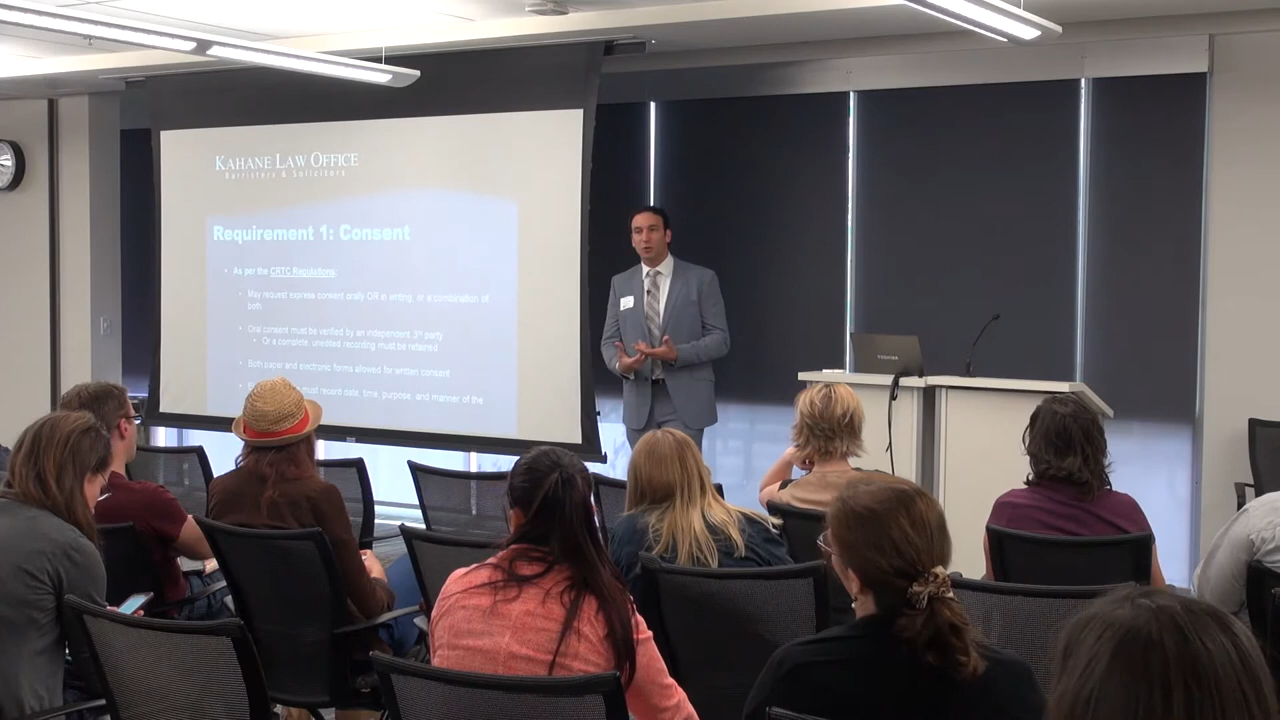 KAHANE LAW OFFICE
Barristers & Solicitors
Requirement 1: Consent
• As per the CRTC Regulations:
• May request express consent orally OR in writing, or a combination of
both.
• Oral consent must be verified by an independent 3rd party
• Or a complete, unedited recording must be retained
• Both paper and electronic forms allowed for written consent
must record date, time, purpose, and manner of the
TOSHIBA